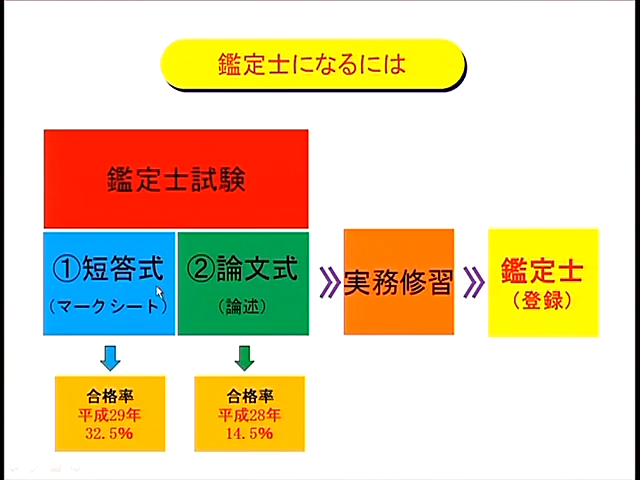 鑑定士になるには
鑑定士試験
①短答式
(マークシート)
②論文式
(論述)
実務修習
鑑定士
(登録)
合格率
平成29年
32.5%
合格率
平成28年
14.5%